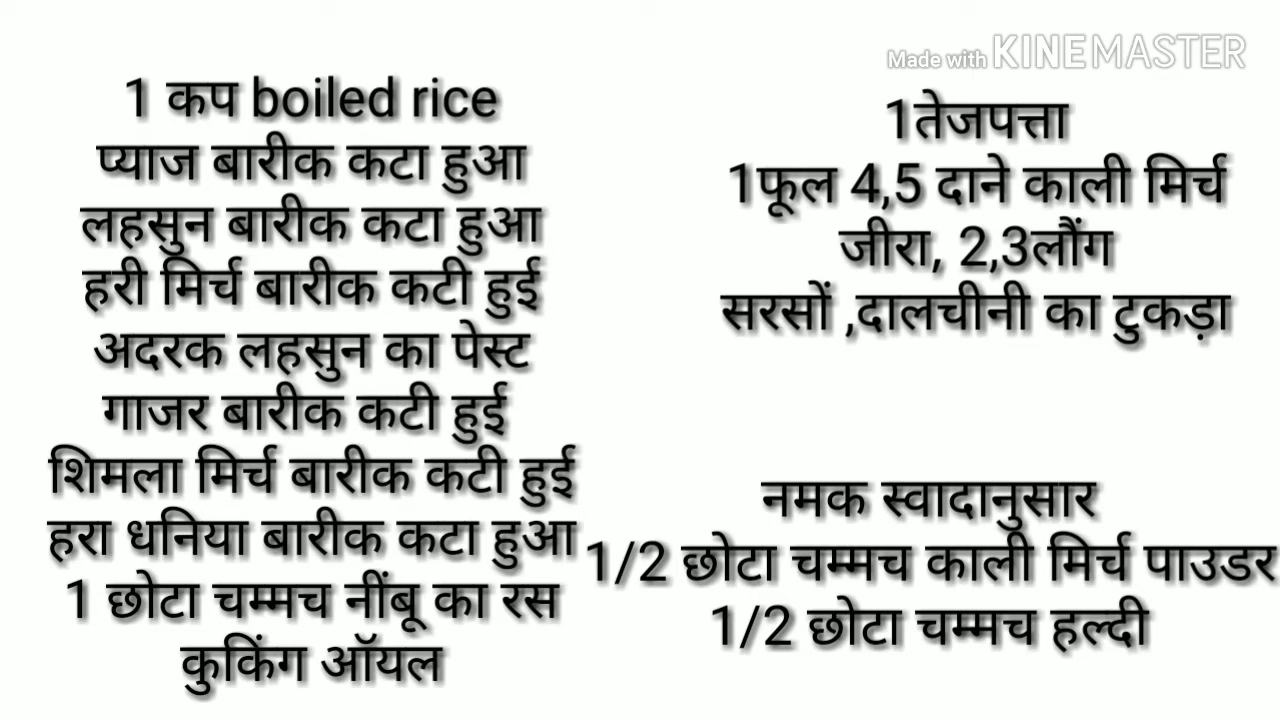 Made with KINEMASTER
1 कप boiled rice
प्याज बारीक कटा हुआ
लहसुन बारीक कटा हुआ
हरी मिर्च बारीक कटी हुई
अदरक लहसुन का पेस्ट
गाजर बारीक कटी हुई
शिमला मिर्च बारीक कटी हुई
हरा धनिया बारीक कटा हुआ
1 छोटा चम्मच नींबू का रस
कुकिंग ऑयल
1तेजपत्ता
1फूल 4,5 दाने काली मिर्च
जीरा, 2,3लौंग
सरसों ,दालचीनी का टुकड़ा
नमक स्वादानुसार
1/2 छोटा चम्मच काली मिर्च पाउडर
1/2 छोटा चम्मच हल्दी